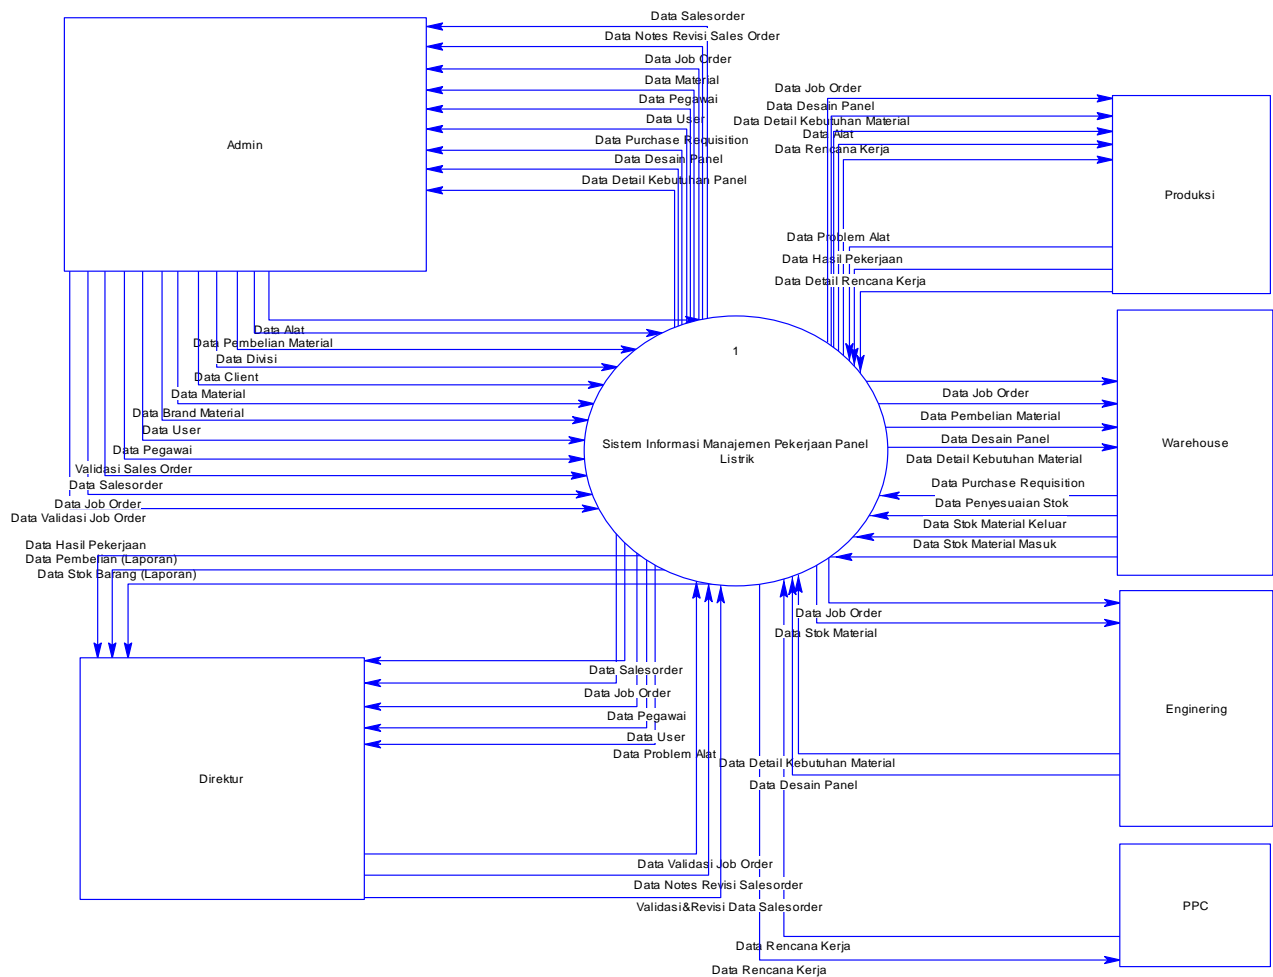 Data Salesorder
Data Notes Revisi Sales Order
Data Job Order
Data Material
Data Pegawai
Data User
Data Purchase Requisition
Data Desain Panel
Data Detail Kebutuhan Panel
Admin
Data Job Order
Data Desain Panel
Data Detail Kebutuhan Material
Data Alat
Data Rencana Kerja
Produksi
Data Problem Alat
Data Hasil Pekerjaan
Data Detail Rencana Kerja
Data Alat
Data Pembelian Material
Data Divisi
Data Client
Data Material
Data Brand Material
Data User
Data Pegawai
Validasi Sales Order
Data Salesorder
Data Job Order
Data Validasi Job Order
1
Sistem Informasi Manajemen Pekerjaan Panel
Listrik
Data Job Order
Data Pembelian Material
Data Desain Panel
Data Detail Kebutuhan Material
Warehouse
Data Purchase Requisition
Data Penyesuaian Stok
Data Stok Material Keluar
Data Stok Material Masuk
Data Hasil Pekerjaan
Data Pembelian (Laporan)
Data Stok Barang (Laporan)
Data Salesorder
Data Job Order
Data Pegawai
Data User
Data Problem Alat
Direktur
Data Validasi Job Order
Data Notes Revisi Salesorder
Validasi&Revisi Data Salesorder
Data Job Order
Data Stok Material
Enginering
Data Detail Kebutuhan Material
Data Desain Panel
PPC
Data Rencana Kerja
Data Rencana Kerja